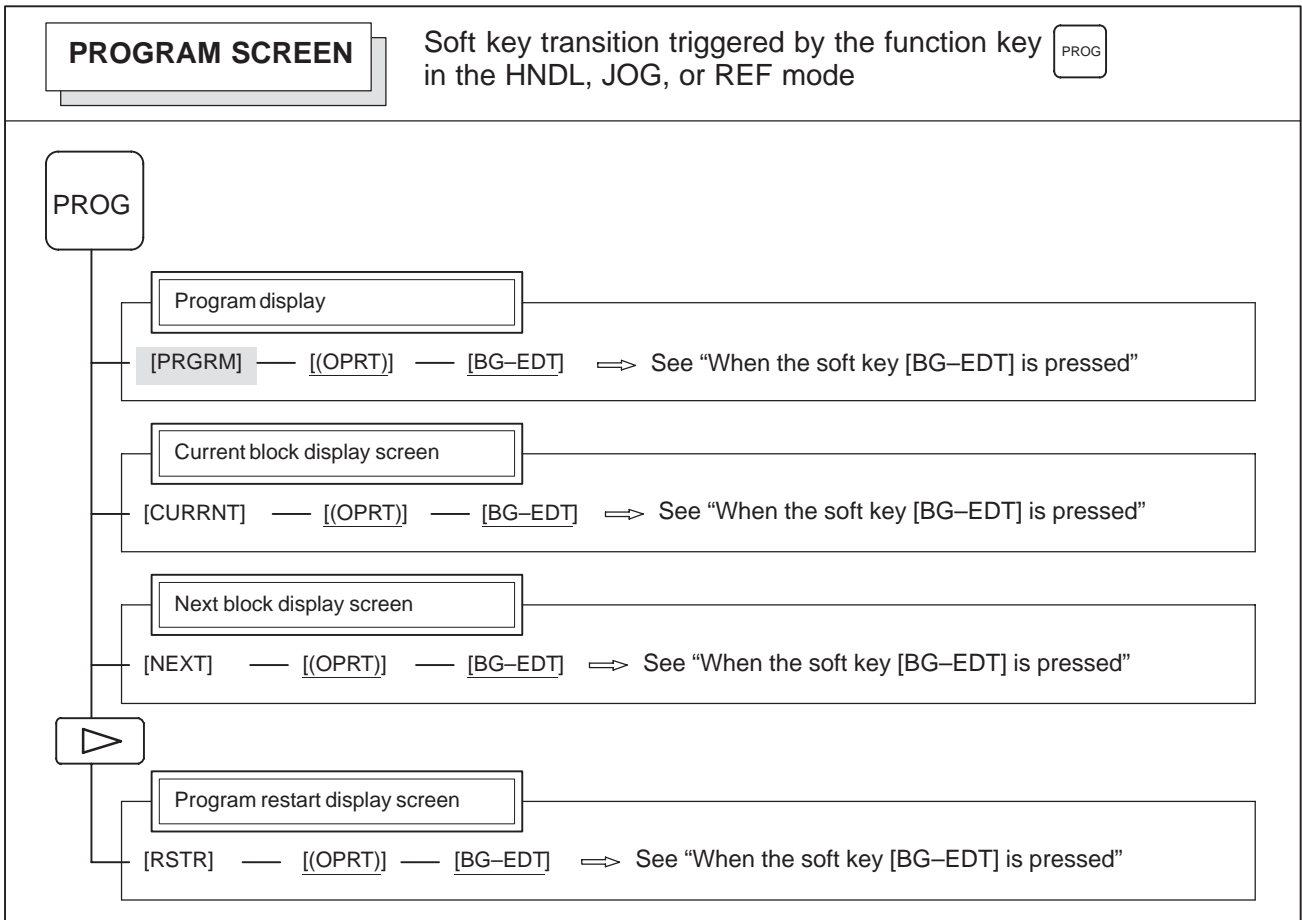 PROGRAM SCREEN
Soft key transition triggered by the function key PROG
in the HNDL, JOG, or REF mode
PROG
Program display
[PRGRM] [(OPRT)] [BG–EDT] See “When the soft key [BG–EDT] is pressed”
Current block display screen
[CURRNT] [(OPRT)] [BG–EDT] See “When the soft key [BG–EDT] is pressed”
Next block display screen
[NEXT] [(OPRT)] [BG–EDT] See “When the soft key [BG–EDT] is pressed”
Program restart display screen
[RSTR] [(OPRT)] [BG–EDT] See “When the soft key [BG–EDT] is pressed”